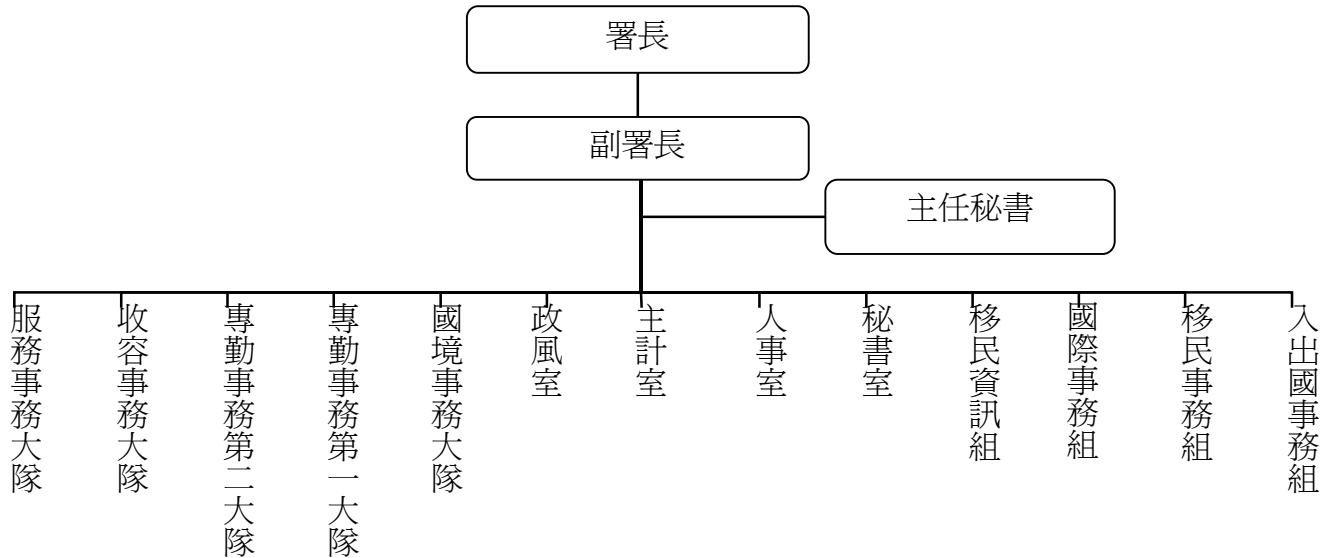 署長
副署長
主任秘書
服務事務大隊
收容事務大隊
專勤事務第二大隊
專勤事務第一大隊
國境事務大隊
政風室
主計室
人事室
秘書室
移民資訊組
國際事務組
移民事務組
入出國事務組